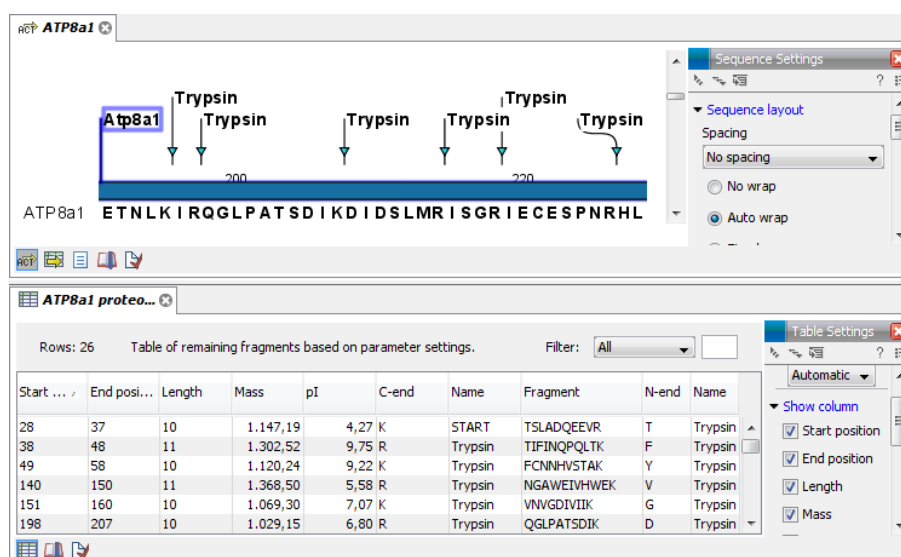 ACT ATP8a1
Sequence Settings
?
Trypsin Trypsin
Atp8a1 Trypsin Trypsin Trypsin Trypsin
Sequence layout
Spacing
No spacing
No wrap
Auto wrap
200 220
ATP8a1 ETNLKIRQGLPATSDIKDIDSLMRISGRIECESPNRHL
ACT
ATP8a1 proteo...
Table Settings
?
Rows: 26 Table of remaining fragments based on parameter settings. Filter: All
Automatic
Start ... End posi... Length Mass pI C-end Name Fragment N-end Name
Show column
28 37 10 1.147,19 4,27 K START TSLADQEEVR T Trypsin
Start position
38 48 11 1.302,52 9,75 R Trypsin TIFINQPQLTK F Trypsin
49 58 10 1.120,24 9,22 K Trypsin FCNNHVSTAK Y Trypsin
End position
140 150 11 1.368,50 5,58 R Trypsin NGAWEIVHWEK V Trypsin
Length
151 160 10 1.069,30 7,07 K Trypsin VNVGDIVIIK G Trypsin
Mass
198 207 10 1.029,15 6,80 R Trypsin QGLPATSDIK D Trypsin